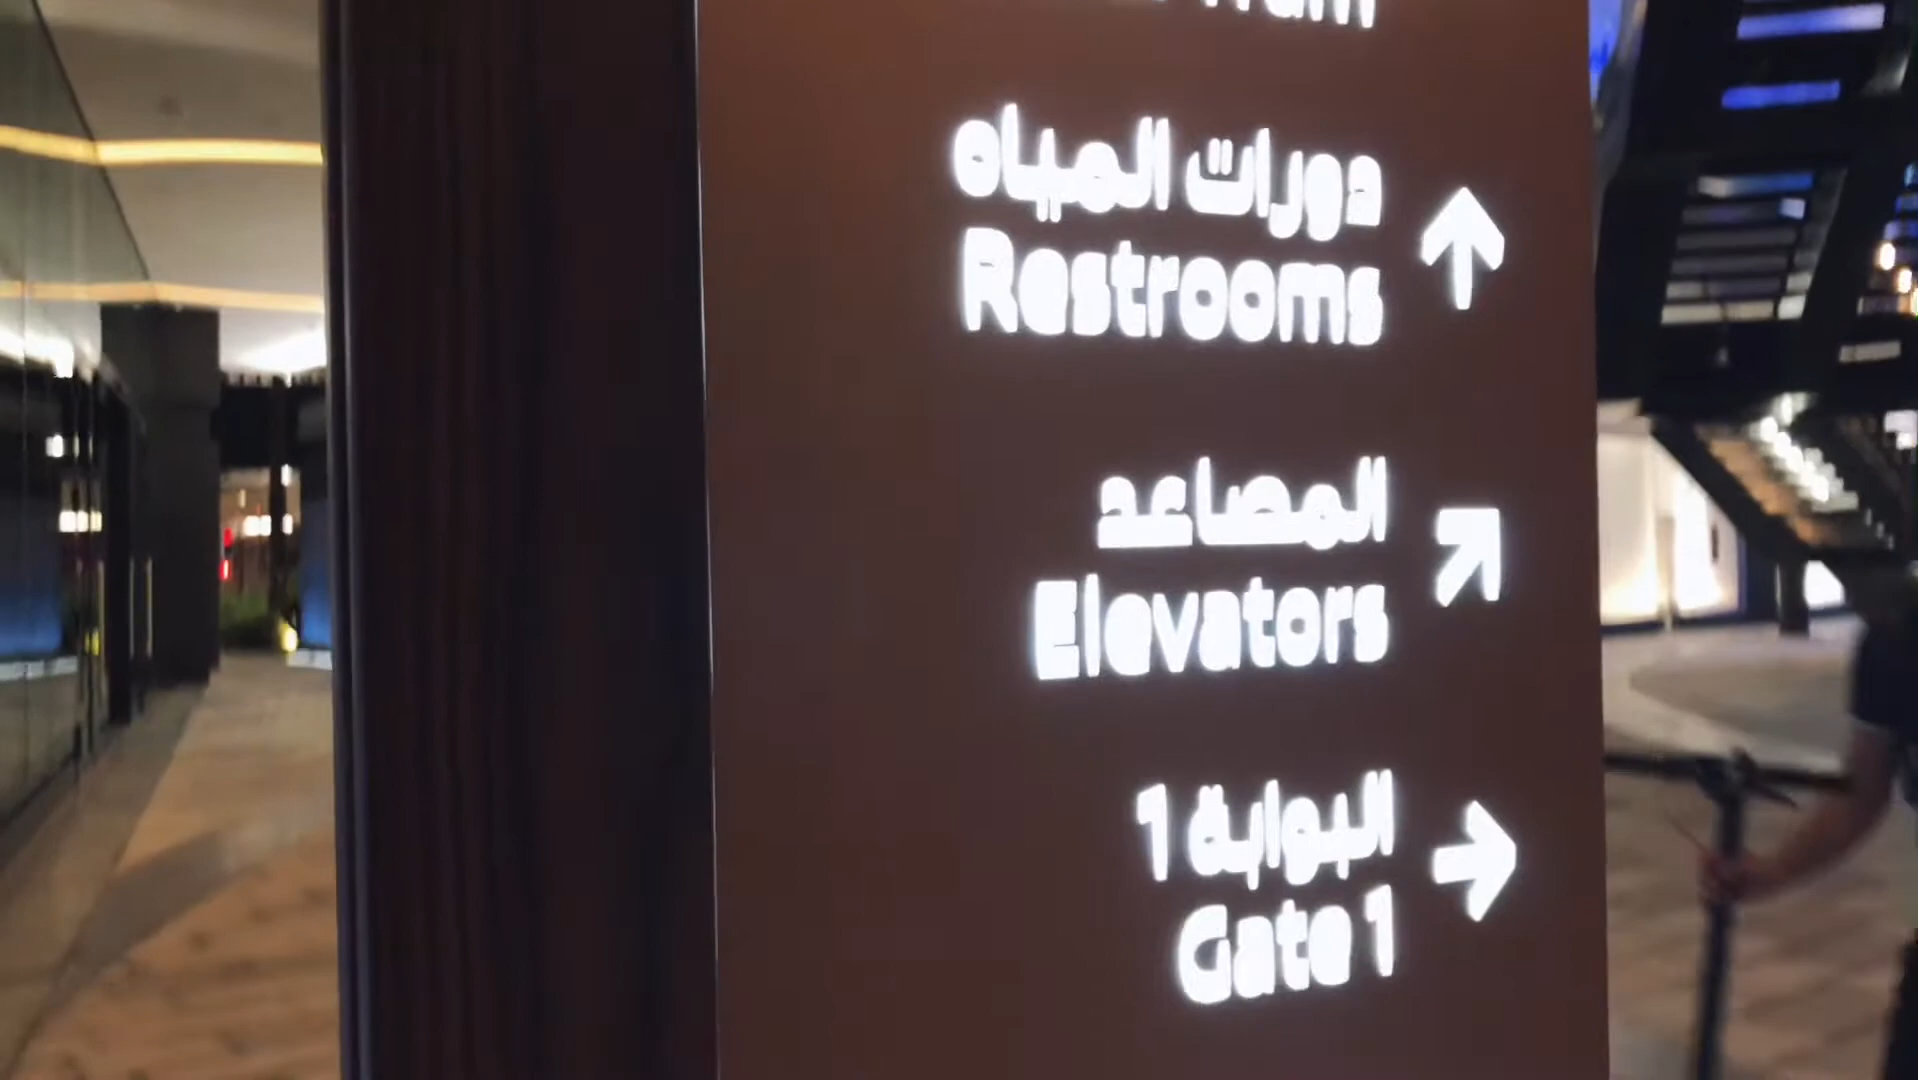 دورات المياه
Restrooms
المصاعد
Elevators
البوابة 1
Gate 1